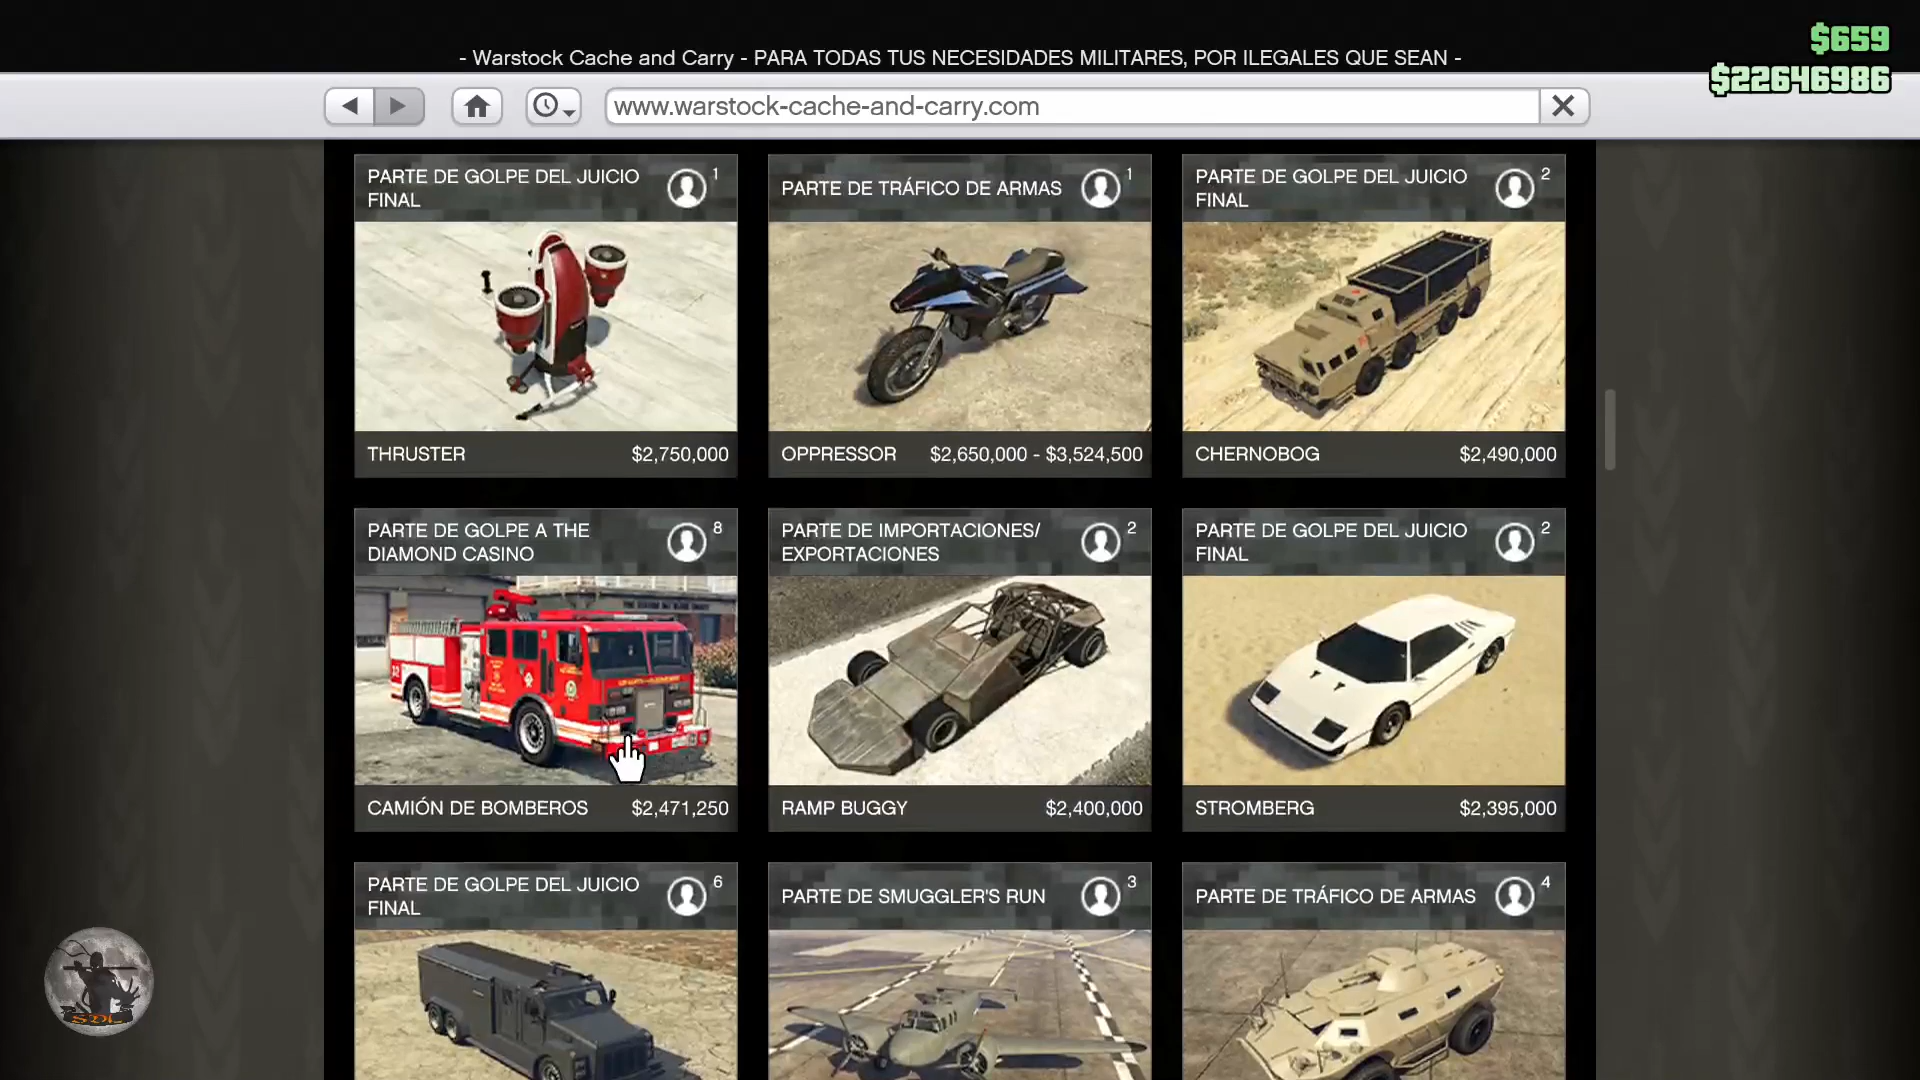 $659
- Warstock Cache and Carry - PARA TODAS TUS NECESIDADES MILITARES, POR ILEGALES QUE SEAN -
$22646986
www.warstock-cache-and-carry.com
PARTE DE GOLPE DEL JUICIO
FINAL
1
PARTE DE TRÁFICO DE ARMAS
1
PARTE DE GOLPE DEL JUICIO
FINAL
2
THRUSTER $2,750,000
OPPRESSOR $2,650,000 - $3,524,500
CHERNOBOG $2,490,000
PARTE DE GOLPE A THE
DIAMOND CASINO
8
PARTE DE IMPORTACIONES/
EXPORTACIONES
2
PARTE DE GOLPE DEL JUICIO
FINAL
2
CAMIÓN DE BOMBEROS $2,471,250
RAMP BUGGY $2,400,000
STROMBERG $2,395,000
PARTE DE GOLPE DEL JUICIO
FINAL
6
PARTE DE SMUGGLER'S RUN
3
PARTE DE TRÁFICO DE ARMAS
4